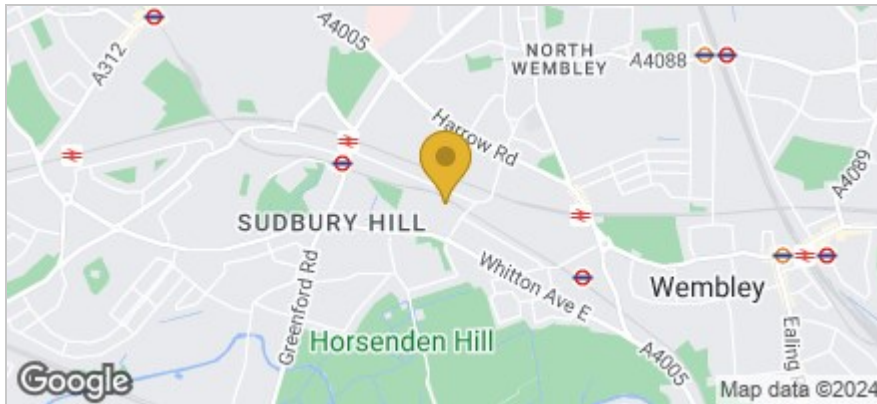 A4005
A312
NORTH
WEMBLEY
A4088
Harrow Rd
A4089
SUDBURY HILL
Whitton Ave E
Wembley
Greenford Rd
Ealing
Horsenden Hill
A4005
Google
Map data ©2024